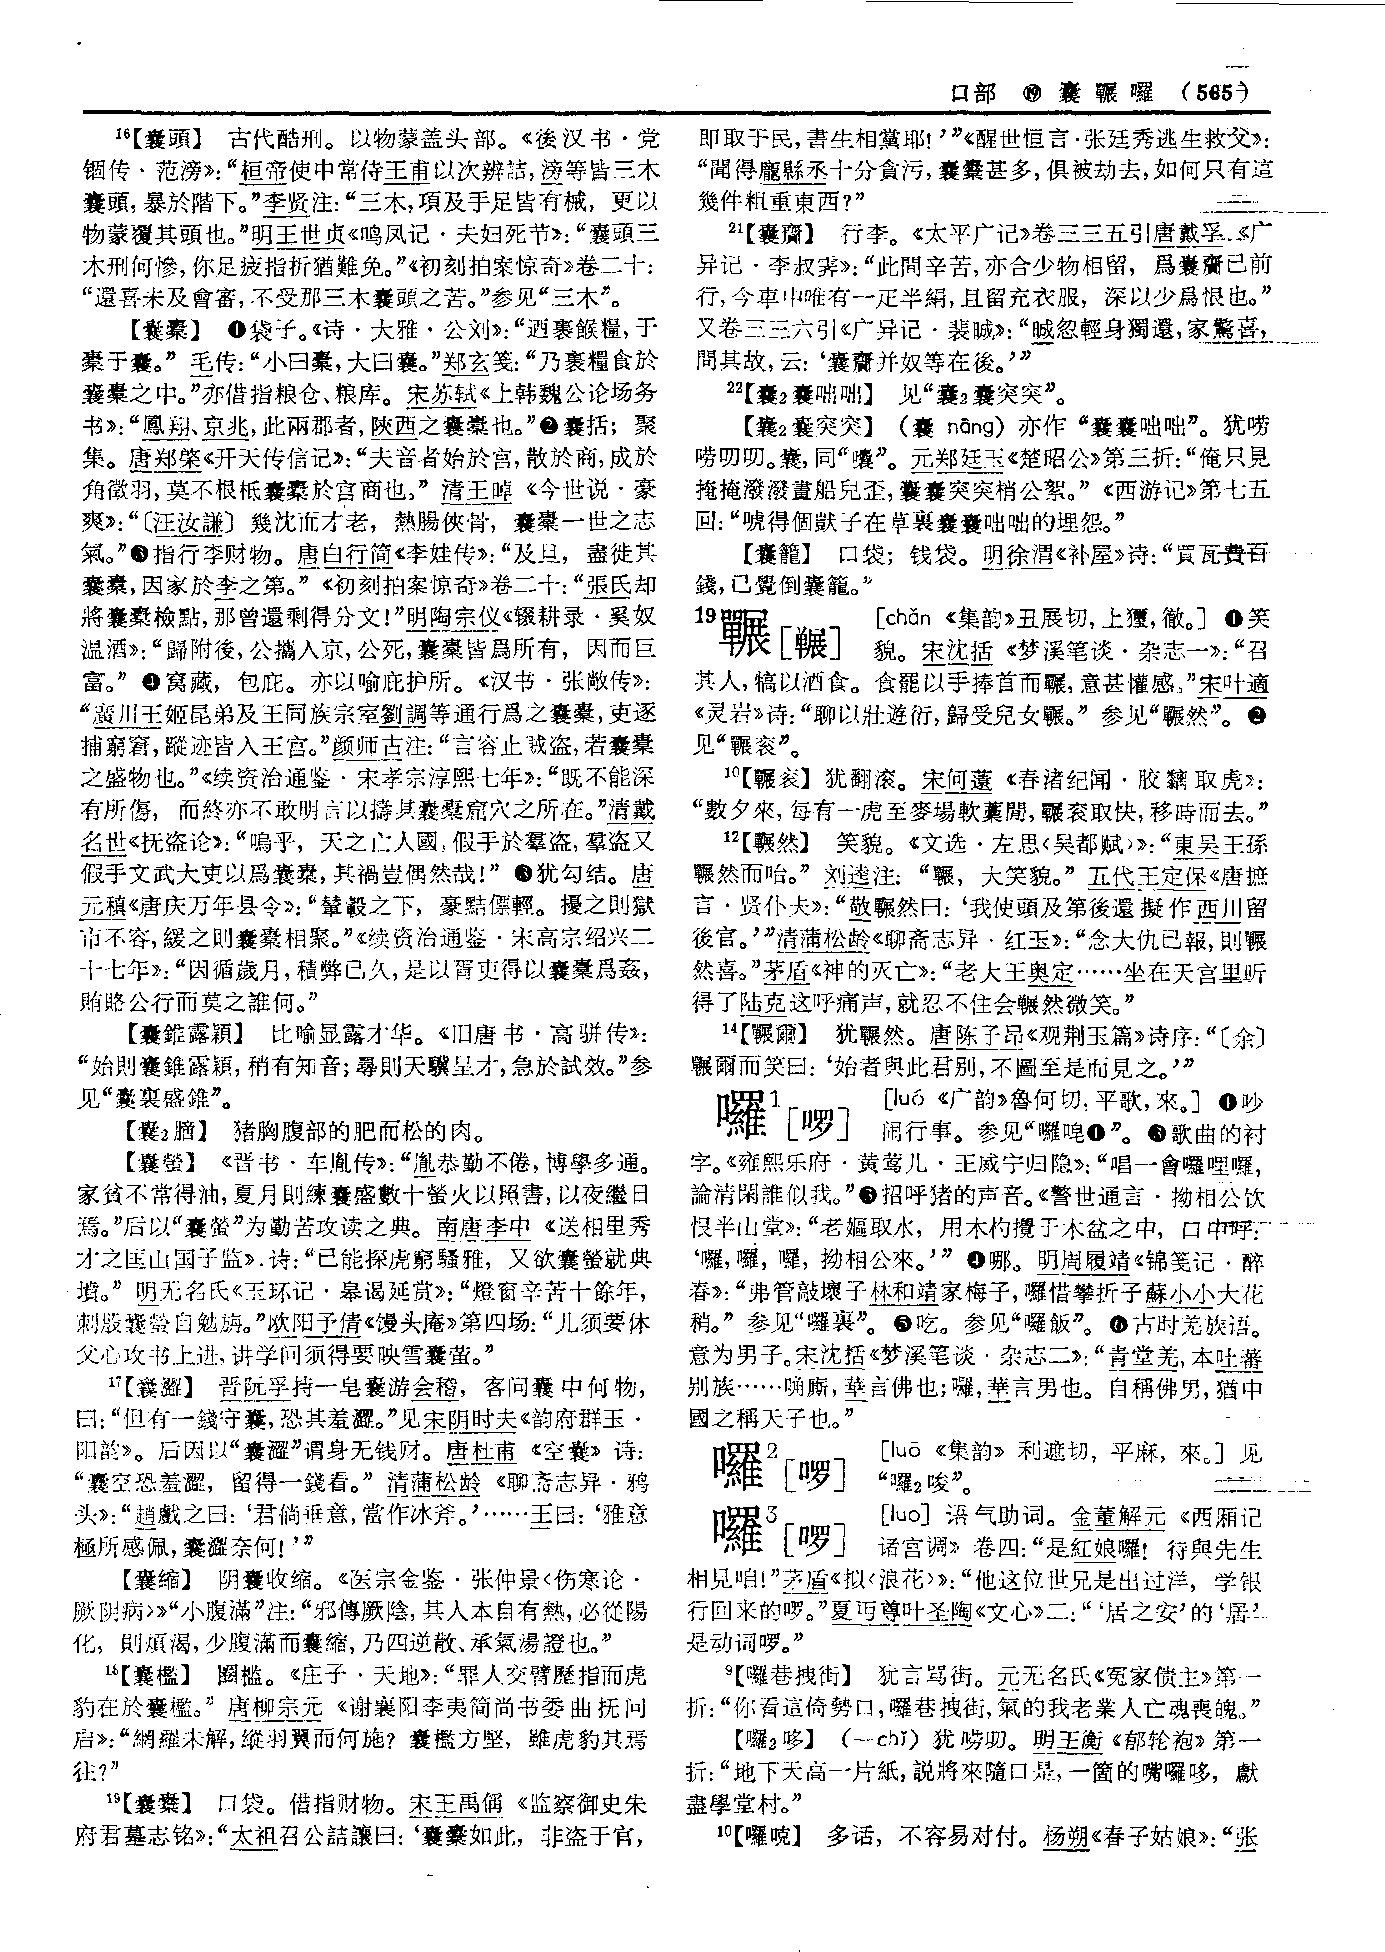 口部 ⑲ 囊囅囉 (565)
¹⁶【囊頭】 古代酷刑。以物蒙盖头部。《後汉书·党
锢传·范滂》：“桓帝使中常侍王甫以次辨詰，滂等皆三木
囊頭，暴於階下。”李贤注：“三木，項及手足皆有械，更以
物蒙覆其頭也。”明王世贞《鸣凤记·夫妇死节》：“囊頭三
木刑何慘，你足疲指折猶難免。”《初刻拍案惊奇》卷二十：
“還喜未及會審，不受那三木囊頭之苦。”参见“三木”。
【囊橐】 ❶袋子。《诗·大雅·公刘》：“迺裹餱糧，于
橐于囊。”毛传：“小曰橐，大曰囊。”郑玄笺：“乃裹糧食於
囊橐之中。”亦借指粮仓、粮库。宋苏轼《上韩魏公论场务
书》：“鳳翔、京兆，此兩郡者，陝西之囊橐也。”❷囊括；聚
集。唐郑棨《开天传信记》：“夫音者始於宫，散於商，成於
角徵羽，莫不根柢囊橐於宫商也。”清王晫《今世说·豪
爽》：“〔汪汝謙〕幾沈而才老，熱腸俠骨，囊橐一世之志
氣。”❸指行李财物。唐白行简《李娃传》：“及旦，盡徙其
囊橐，因家於李之第。”《初刻拍案惊奇》卷二十：“張氏却
將囊橐檢點，那曾還剩得分文！”明陶宗仪《辍耕录·奚奴
温酒》：“歸附後，公攜入京，公死，囊橐皆爲所有，因而巨
富。”❹窝藏，包庇。亦以喻庇护所。《汉书·张敞传》：
“廣川王姬昆弟及王同族宗室劉調等通行爲之囊橐，吏逐
捕窮窘，蹤迹皆入王宫。”颜师古注：“言容止賊盗，若囊橐
之盛物也。”《续资治通鉴·宋孝宗淳熙七年》：“既不能深
有所傷，而終亦不敢明言以擣其囊橐窟穴之所在。”清戴
名世《抚盗论》：“嗚乎，天之亡人國，假手於羣盗，羣盗又
假手文武大吏以爲囊橐，其禍豈偶然哉！”❺犹勾结。唐
元稹《唐庆万年县令》：“輦轂之下，豪黠僄輕。擾之則獄
市不容，緩之則囊橐相聚。”《续资治通鉴·宋高宗绍兴二
十七年》：“因循歲月，積弊已久，是以胥吏得以囊橐爲姦，
賄賂公行而莫之誰何。”
【囊錐露穎】 比喻显露才华。《旧唐书·高骈传》：
“始則囊錐露穎，稍有知音；尋則天驥呈才，急於試效。”参
见“囊裏盛錐”。
【囊₂膪】 猪胸腹部的肥而松的肉。
【囊螢】 《晋书·车胤传》：“胤恭勤不倦，博學多通。
家貧不常得油，夏月則練囊盛數十螢火以照書，以夜繼日
焉。”后以“囊螢”为勤苦攻读之典。南唐李中《送相里秀
才之匡山国子监》诗：“已能探虎窮騷雅，又欲囊螢就典
墳。”明无名氏《玉环记·皋谒延赏》：“燈窗辛苦十餘年，
刺股囊螢自勉旃。”欧阳予倩《馒头庵》第四场：“儿须要休
父心攻书上进，讲学问须得要映雪囊萤。”
¹⁷【囊澀】 晋阮孚持一皂囊游会稽，客问囊中何物，
曰：“但有一錢守囊，恐其羞澀。”见宋阴时夫《韵府群玉·
阳韵》。后因以“囊澀”谓身无钱财。唐杜甫《空囊》诗：
“囊空恐羞澀，留得一錢看。”清蒲松龄《聊斋志异·鸦
头》：“趙戲之曰：‘君倘垂意，當作冰斧。’……王曰：‘雅意
極所感佩，囊澀奈何！’”
【囊缩】 阴囊收缩。《医宗金鉴·张仲景〈伤寒论·
厥阴病〉》“小腹滿”注：“邪傳厥陰，其人本自有熱，必從陽
化，則煩渴，少腹滿而囊缩，乃四逆散、承氣湯證也。”
¹⁸【囊檻】 圈槛。《庄子·天地》：“罪人交臂歷指而虎
豹在於囊檻。”唐柳宗元《谢襄阳李夷简尚书委曲抚问
启》：“網羅未解，縱羽翼而何施？囊檻方堅，雖虎豹其焉
往？”
¹⁹【囊橐】 口袋。借指财物。宋王禹偁《监察御史朱
府君墓志铭》：“太祖召公詰讓曰：‘囊橐如此，非盗于官，
即取于民，書生相黨耶！’”《醒世恒言·张廷秀逃生救父》：
“聞得龐縣丞十分貪污，囊橐甚多，俱被劫去，如何只有這
幾件粗重東西？”
²¹【囊齎】 行李。《太平广记》卷三三五引唐戴孚《广
异记·李叔霁》：“此間辛苦，亦合少物相留，爲囊齎已前
行，今車中唯有一疋半絹，且留充衣服，深以少爲恨也。”
又卷三三六引《广异记·裴𬀩》：“𬀩忽輕身獨還，家驚喜，
問其故，云：‘囊齎并奴等在後。’”
²²【囊₂囊咄咄】 见“囊₂囊突突”。
【囊₂囊突突】 （囊 nāng）亦作“囊囊咄咄”。犹唠
唠叨叨。囊，同“囔”。元郑廷玉《楚昭公》第三折：“俺只見
掩掩潑潑畫船兒歪，囊囊突突梢公絮。”《西游记》第七五
回：“唬得個獃子在草裏囊囊咄咄的埋怨。”
【囊籠】 口袋；钱袋。明徐渭《补屋》诗：“買瓦費百
錢，已覺倒囊籠。”
¹⁹囅［冁］ ［chǎn 《集韵》丑展切，上獮，徹。］❶笑
貌。宋沈括《梦溪笔谈·杂志一》：“召
其人，犒以酒食。食罷以手捧首而囅，意甚懽感。”宋叶適
《灵岩》诗：“聊以壯遊衍，歸受兒女囅。”参见“囅然”。❷
见“囅衮”。
¹⁰【囅衮】 犹翻滚。宋何薳《春渚纪闻·胶黐取虎》：
“數夕來，每有一虎至麥場軟藁間，囅衮取快，移時而去。”
¹²【囅然】 笑貌。《文选·左思〈吴都赋〉》：“東吴王孫
囅然而咍。”刘逵注：“囅，大笑貌。”五代王定保《唐摭
言·贤仆夫》：“敬囅然曰：‘我使頭及第後還擬作西川留
後官。’”清蒲松龄《聊斋志异·红玉》：“念大仇已報，則囅
然喜。”茅盾《神的灭亡》：“老大王奥定……坐在天宫里听
得了陆克这呼痛声，就忍不住会冁然微笑。”
¹⁴【囅爾】 犹囅然。唐陈子昂《观荆玉篇》诗序：“〔余〕
囅爾而笑曰：‘始者與此君别，不圖至是而見之。’”
囉¹［啰］ ［luó 《广韵》魯何切，平歌，來。］❶吵
闹行事。参见“囉唣❶”。❷歌曲的衬
字。《雍熙乐府·黄莺儿·王威宁归隐》：“唱一會囉哩囉，
論清閑誰似我。”❸招呼猪的声音。《警世通言·拗相公饮
恨半山堂》：“老嫗取水，用木杓攪于木盆之中，口中呼：
‘囉，囉，囉，拗相公來。’”❹哪。明周履靖《锦笺记·醉
春》：“弗管敲壞子林和靖家梅子，囉惜攀折子蘇小小大花
稍。”参见“囉裏”。❺吃。参见“囉飯”。❻古时羌族语。
意为男子。宋沈括《梦溪笔谈·杂志二》：“青堂羌，本吐蕃
别族……唃厮，華言佛也；囉，華言男也。自稱佛男，猶中
國之稱天子也。”
囉²［啰］ ［luō 《集韵》利遮切，平麻，來。］见
“囉₂唆”。
囉³［啰］ ［luo］语气助词。金董解元《西厢记
诸宫调》卷四：“是紅娘囉！待與先生
相見咱！”茅盾《拟〈浪花〉》：“他这位世兄是出过洋，学银
行回来的啰。”夏丏尊叶圣陶《文心》二：“‘居之安’的‘居’
是动词啰。”
⁹【囉巷拽街】 犹言骂街。元无名氏《冤家债主》第一
折：“你看這倚勢口，囉巷拽街，氣的我老業人亡魂喪魄。”
【囉₂哆】 （—chǐ）犹唠叨。明王衡《郁轮袍》第一
折：“地下天高一片紙，説將來隨口是，一箇的嘴囉哆，獻
盡學堂村。”
¹⁰【囉唣】 多话，不容易对付。杨朔《春子姑娘》：“张